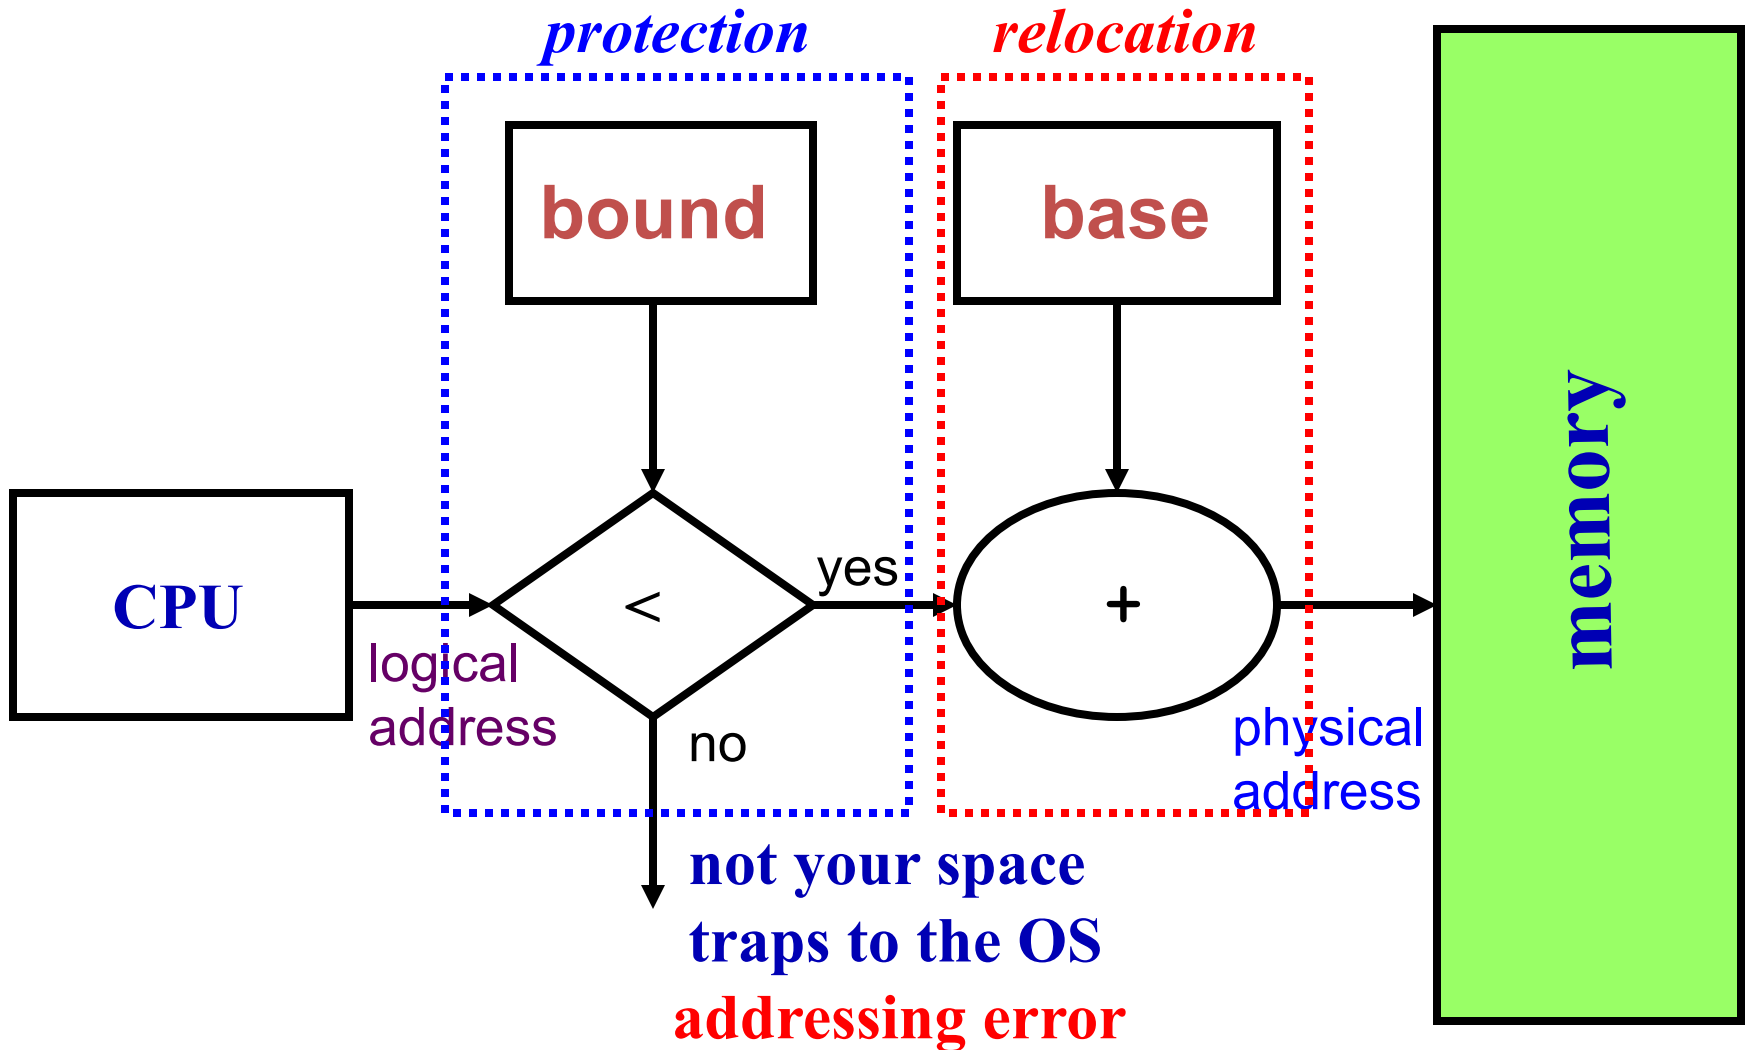 protection
relocation
bound
base
CPU
<
yes
+
memory
logical
address
no
physical
address
not your space
traps to the OS
addressing error